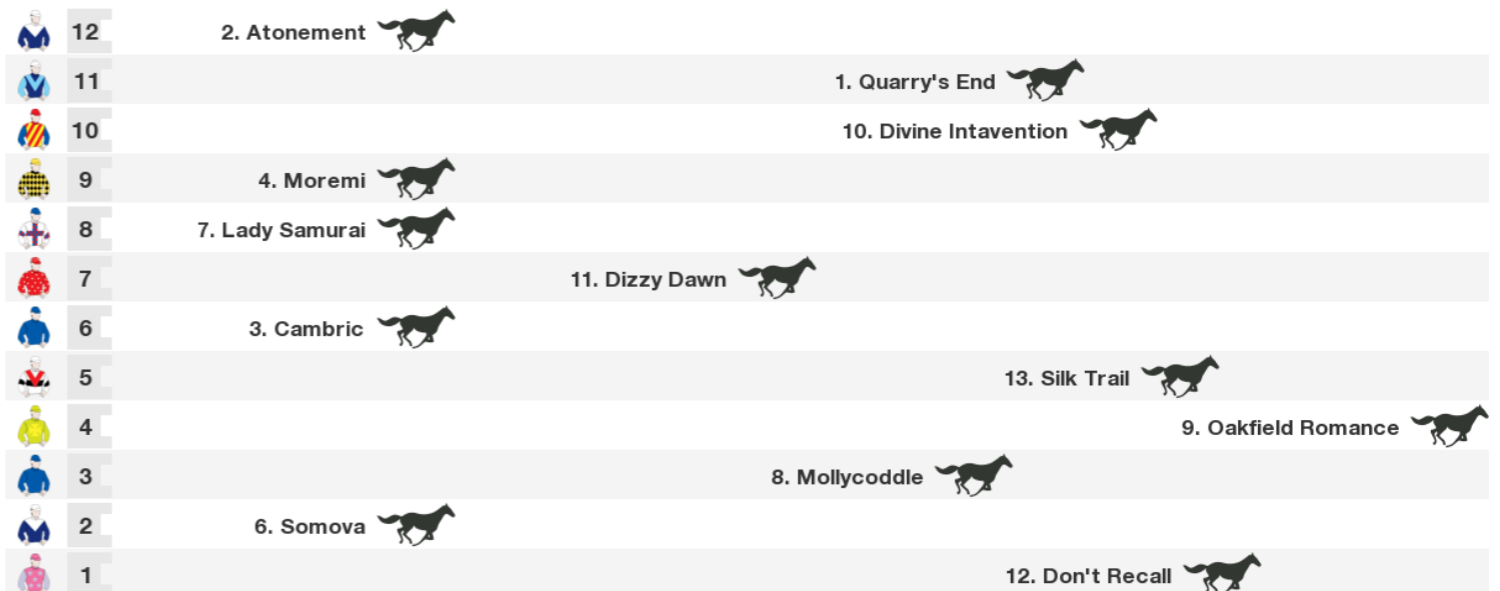 12 2. Atonement
11 1. Quarry's End
10 10. Divine Intavention
9 4. Moremi
8 7. Lady Samurai
7 11. Dizzy Dawn
6 3. Cambric
5 13. Silk Trail
4 9. Oakfield Romance
3 8. Mollycoddle
2 6. Somova
1 12. Don't Recall